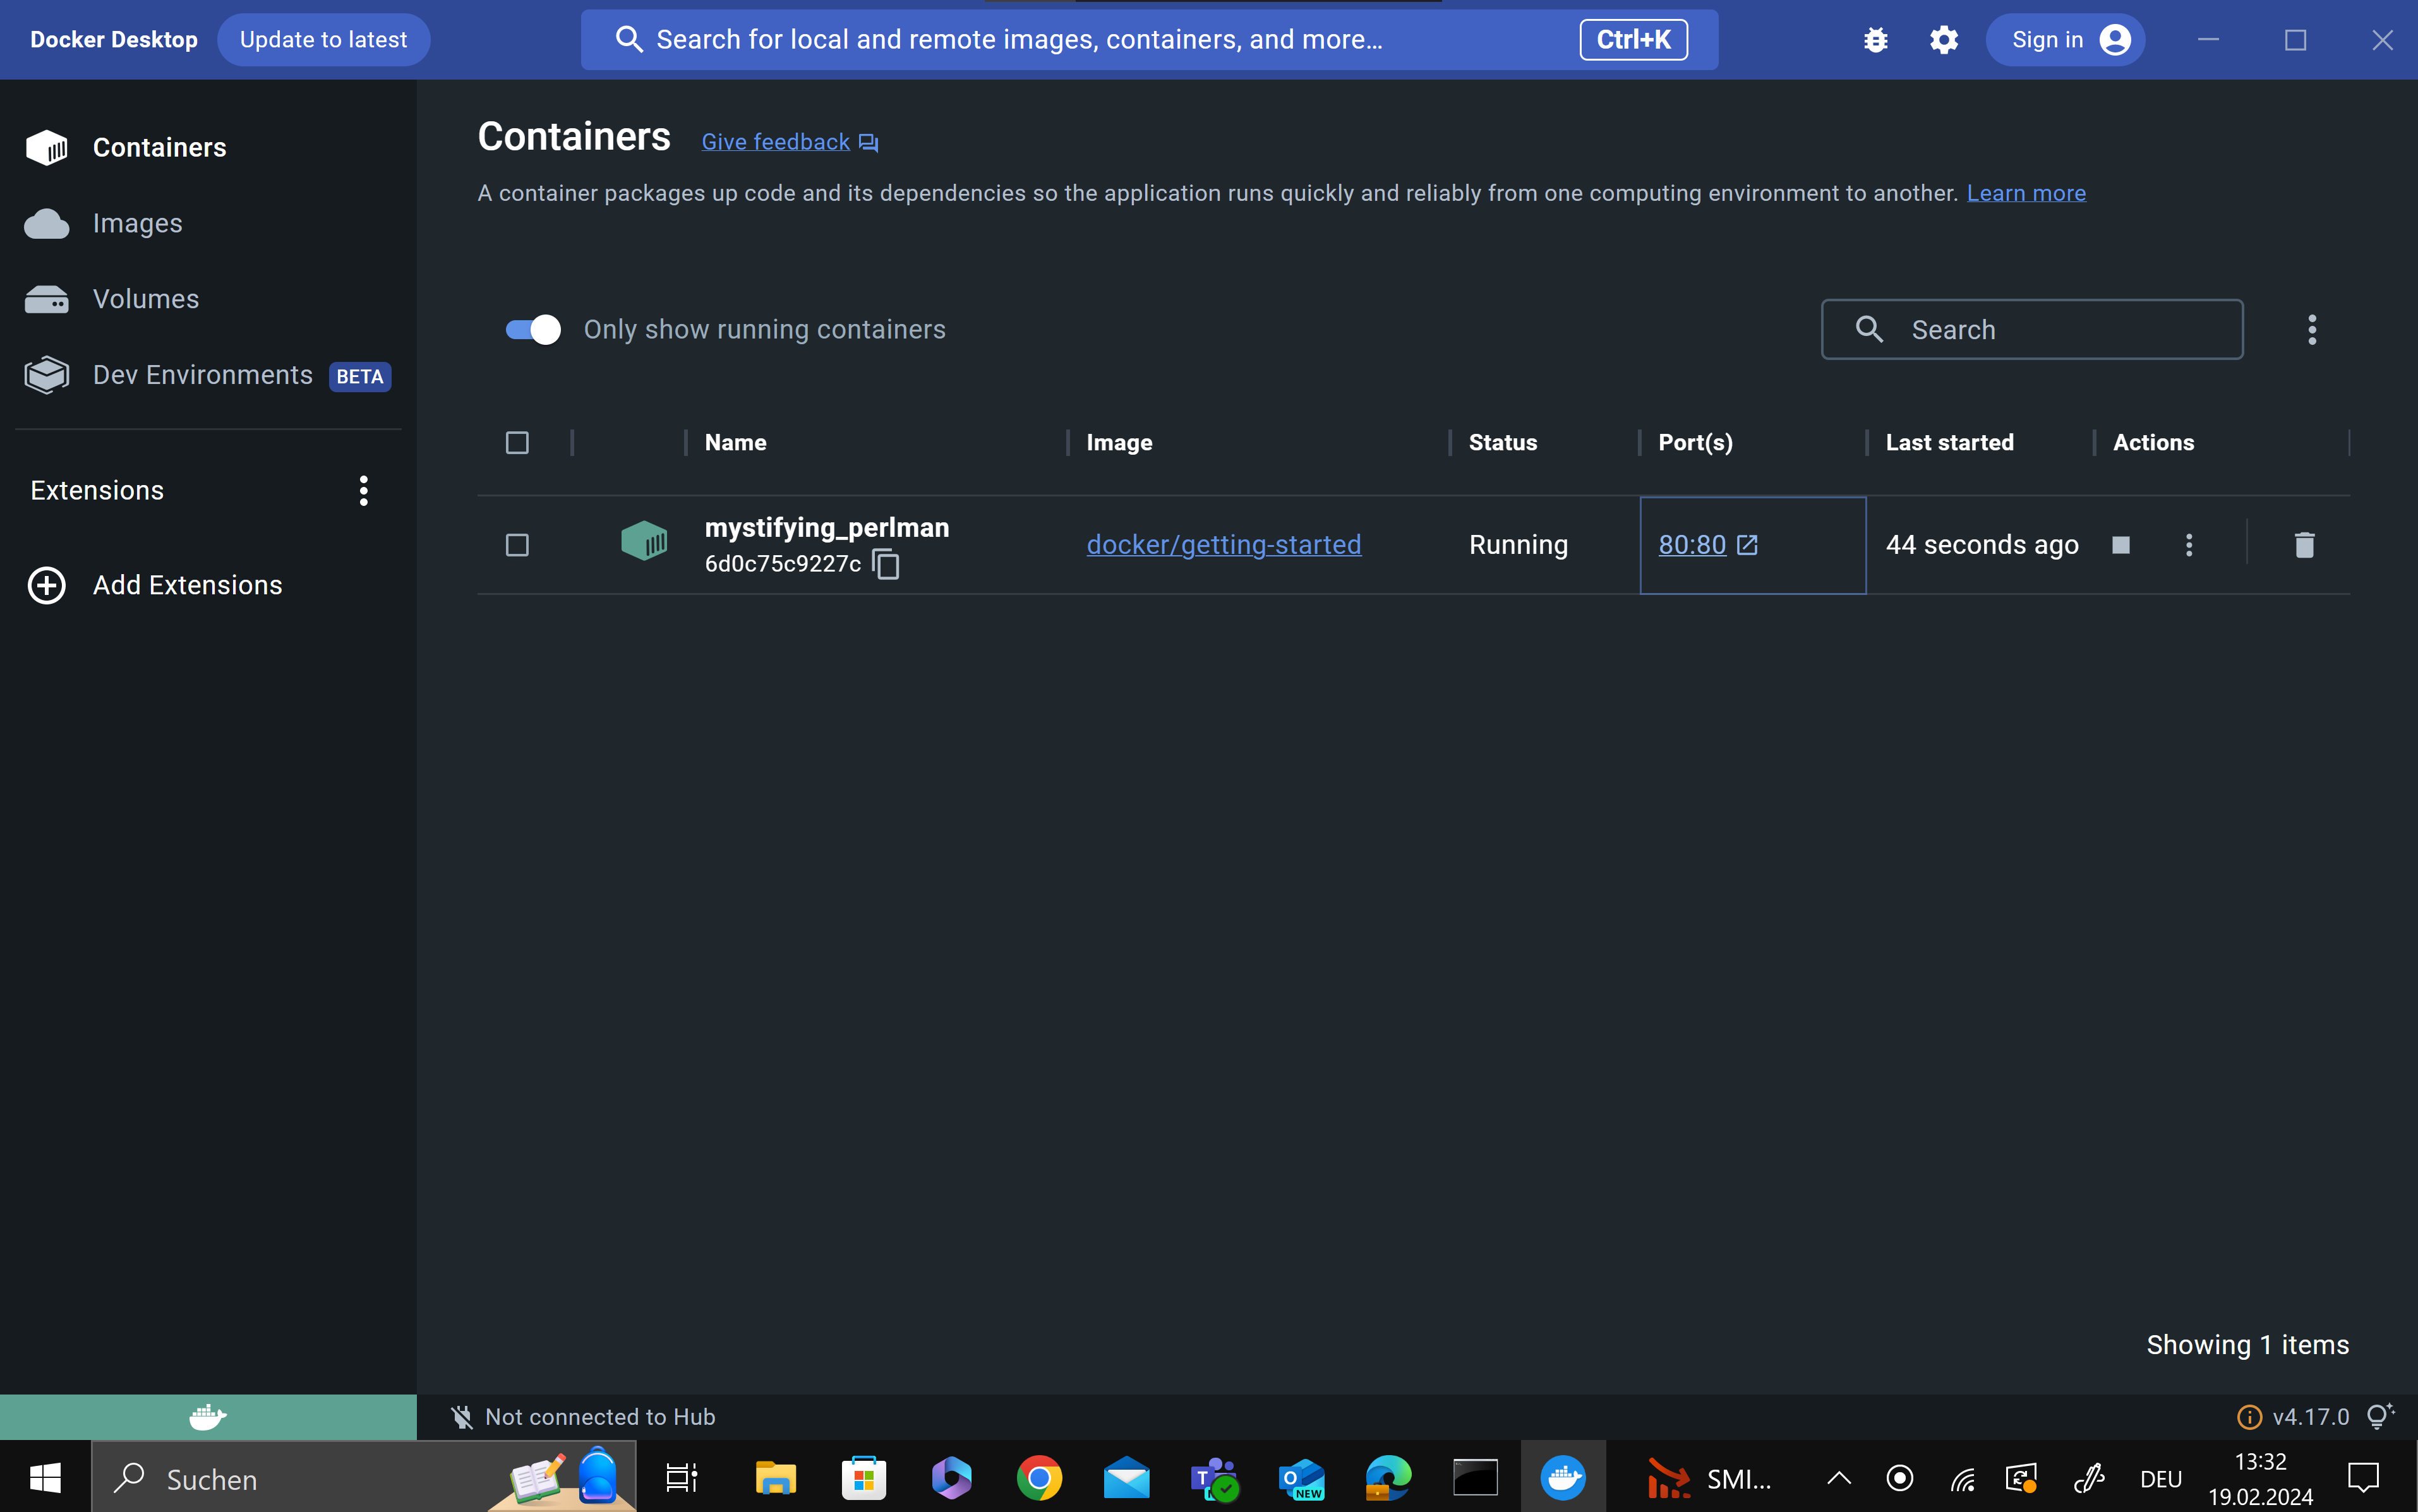 Docker Desktop
Update to latest
Search for local and remote images, containers, and more...
Ctrl+K
Sign in
Containers
Images
Volumes
Dev Environments BETA
Extensions
Add Extensions
Containers
Give feedback
A container packages up code and its dependencies so the application runs quickly and reliably from one computing environment to another. Learn more
Only show running containers
Search
Name Image Status Port(s) Last started Actions
mystifying_perlman
6d0c75c9227c
docker/getting-started
Running
80:80
44 seconds ago
Showing 1 items
Not connected to Hub
v4.17.0
Suchen
NEW
SMI...
DEU
13:32
19.02.2024